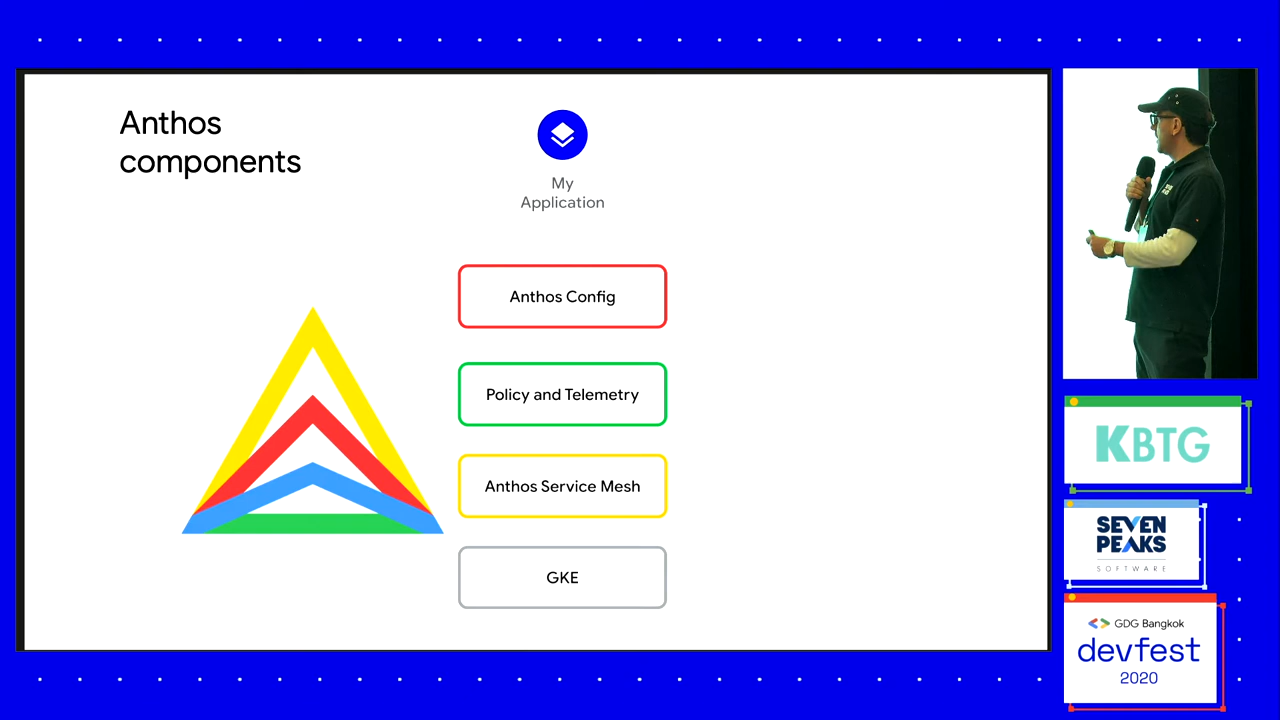 Anthos
components
My
Application
Anthos Config
Policy and Telemetry
Anthos Service Mesh
GKE
KBTG
SEVEN
PEAKS
SOFTWARE
GDG Bangkok
devfest
2020